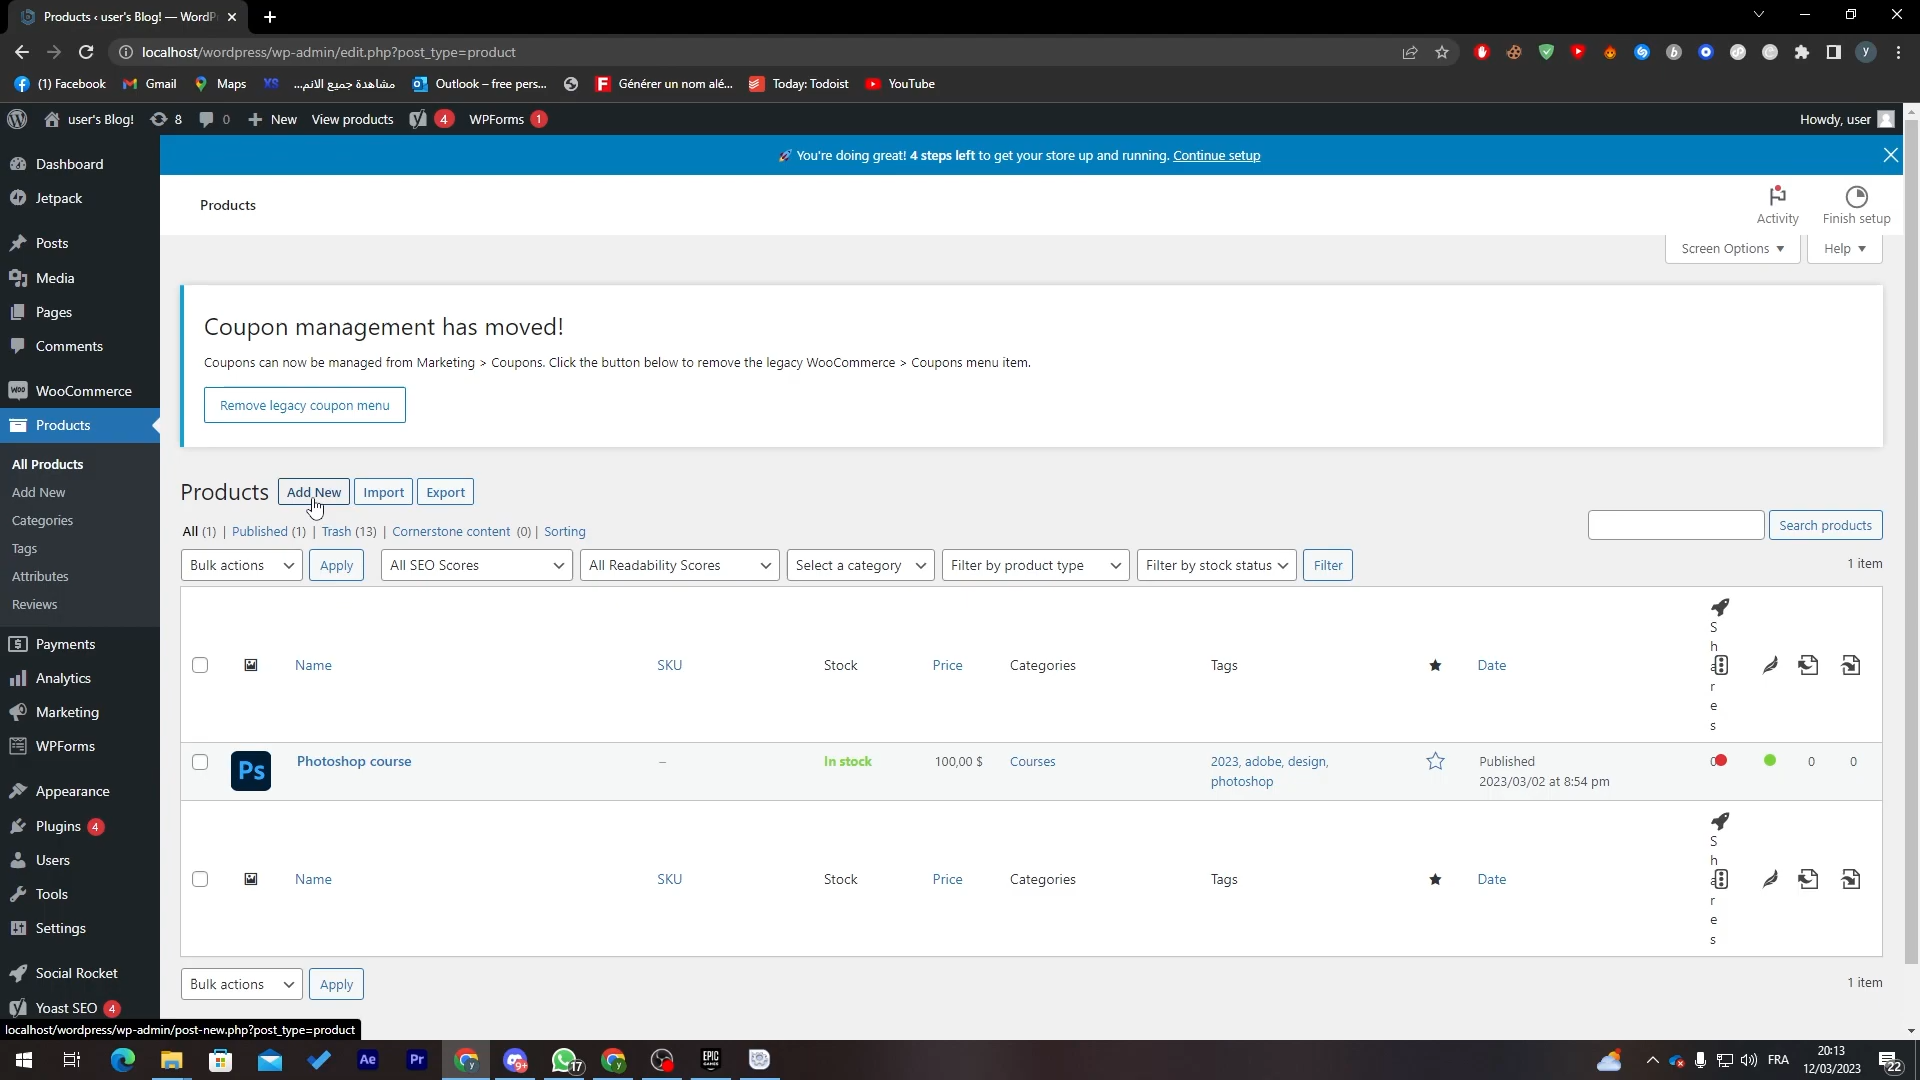 Products ‹ user's Blog! — WordP
localhost/wordpress/wp-admin/edit.php?post_type=product
(1) Facebook
Gmail
Maps
مشاهدة جميع الانم...
Outlook – free pers...
Générer un nom alé...
Today: Todoist
YouTube
user's Blog!
8
0
New
View products
4
WPForms
1
Howdy, user
You're doing great! 4 steps left to get your store up and running. Continue setup
Products
Activity
Finish setup
Screen Options
Help
Dashboard
Jetpack
Posts
Media
Pages
Comments
WooCommerce
Products
All Products
Add New
Categories
Tags
Attributes
Reviews
Payments
Analytics
Marketing
WPForms
Appearance
Plugins 4
Users
Tools
Settings
Social Rocket
Yoast SEO 4
Coupon management has moved!
Coupons can now be managed from Marketing > Coupons. Click the button below to remove the legacy WooCommerce > Coupons menu item.
Remove legacy coupon menu
Products Add New Import Export
All (1) | Published (1) | Trash (13) | Cornerstone content (0) | Sorting
Search products
Bulk actions Apply All SEO Scores All Readability Scores Select a category Filter by product type Filter by stock status Filter
1 item
Name SKU Stock Price Categories Tags Date Shares
Ps
Photoshop course – In stock 100,00 $ Courses 2023, adobe, design, photoshop
Published
2023/03/02 at 8:54 pm
0 0 0
Name SKU Stock Price Categories Tags Date Shares
Bulk actions Apply
1 item
localhost/wordpress/wp-admin/post-new.php?post_type=product
Ae
Pr
9+
17
EPIC
GAMES
FRA
20:13
12/03/2023
22